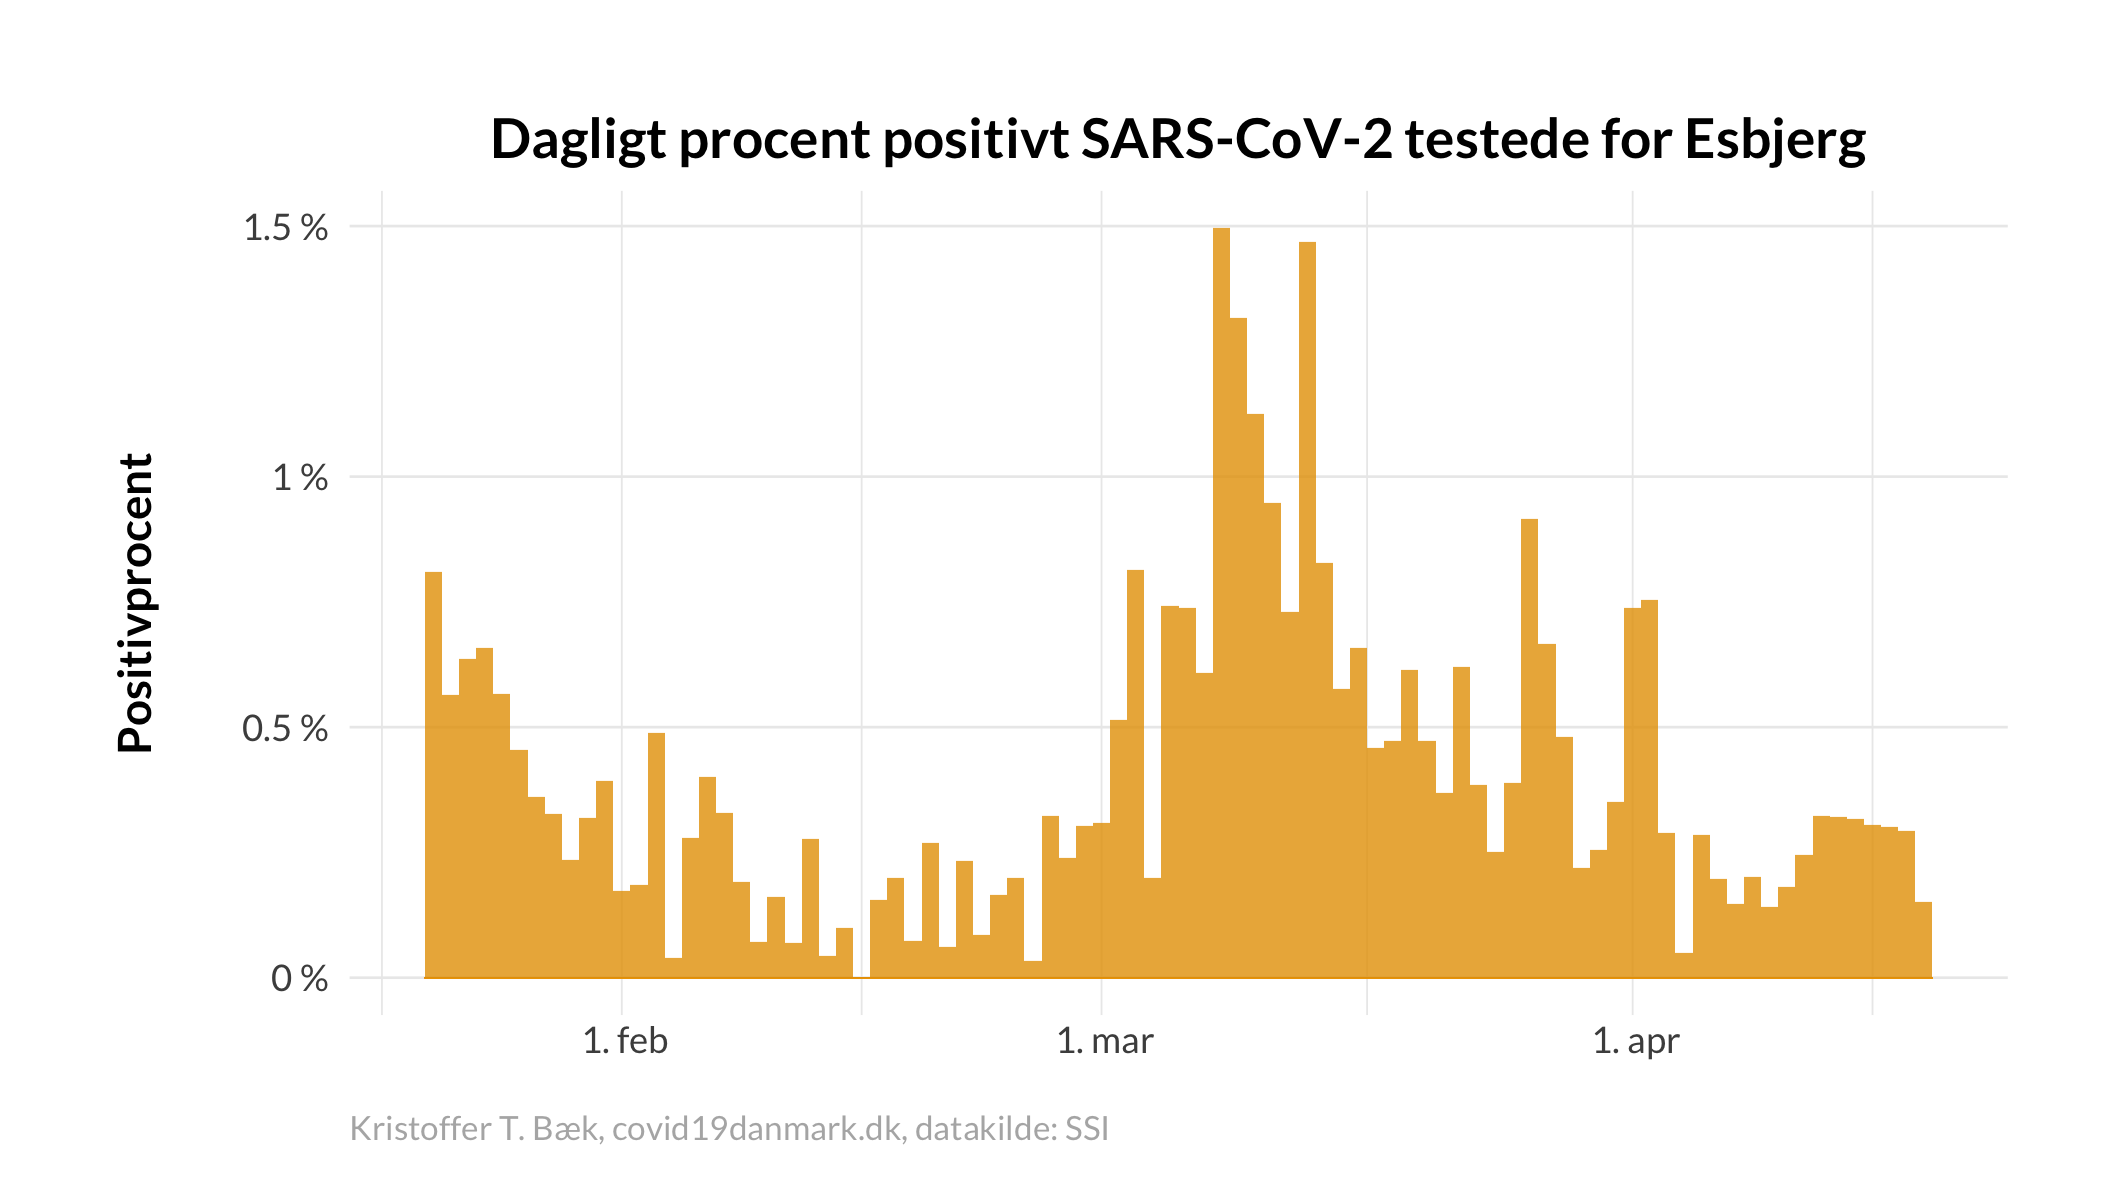 Dagligt procent positivt SARS-CoV-2 testede for Esbjerg
Positivprocent
1.5 %
1 %
0.5 %
0 %
1. feb
1. mar
1. apr
Kristoffer T. Bæk, covid19danmark.dk, datakilde: SSI